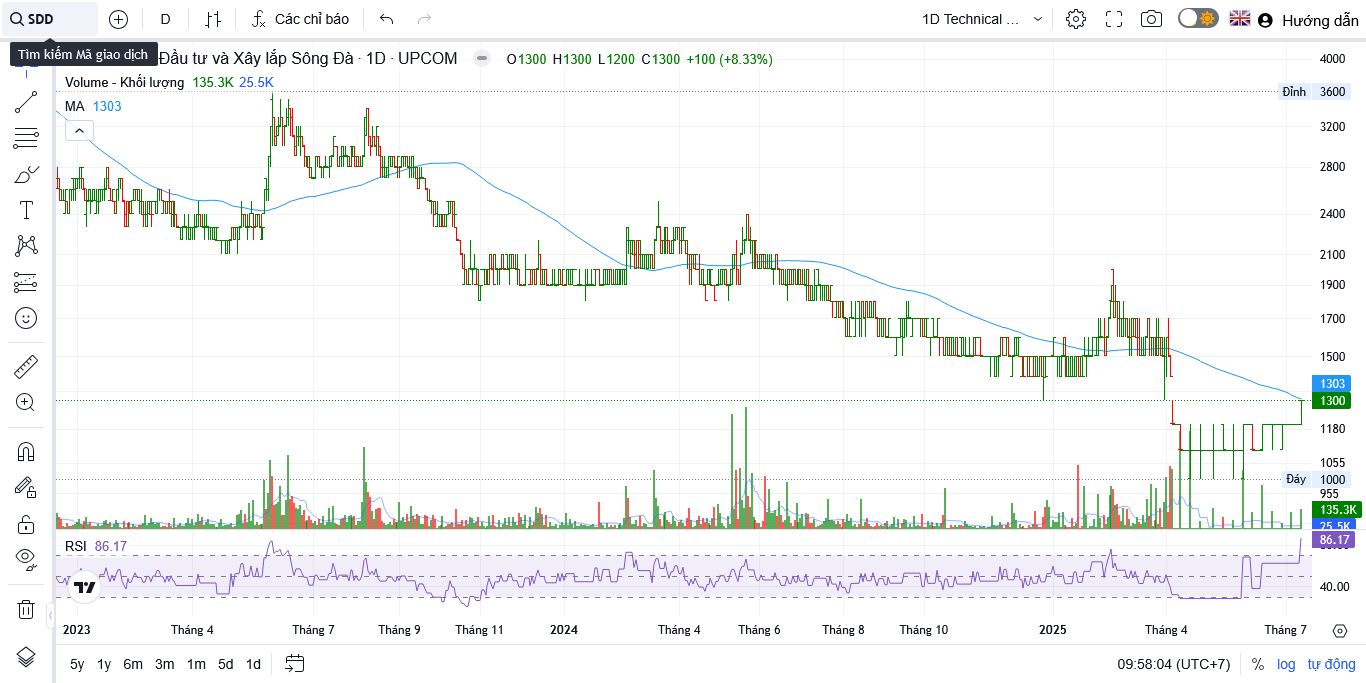 SDD D Các chỉ báo 1D Technical ... Hướng dẫn
Tìm kiếm Mã giao dịch
Đầu tư và Xây lắp Sông Đà · 1D · UPCOM O1300 H1300 L1200 C1300 +100 (+8.33%)
Volume - Khối lượng 135.3K 25.5K
MA 1303
4000
Đỉnh 3600
3200
2800
2400
2100
1900
1700
1500
1303
1300
1180
1055
Đáy 1000
955
135.3K
25.5K
RSI 86.17
86.17
40.00
2023 Tháng 4 Tháng 7 Tháng 9 Tháng 11 2024 Tháng 4 Tháng 6 Tháng 8 Tháng 10 2025 Tháng 4 Tháng 7
5y 1y 6m 3m 1m 5d 1d 09:58:04 (UTC+7) % log tự động